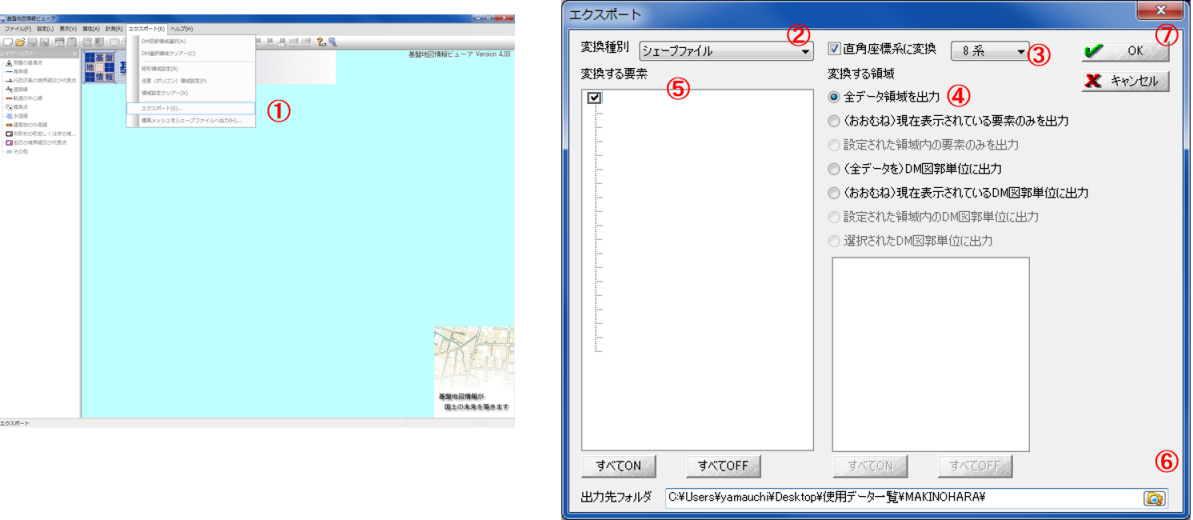 基盤地図情報ビューア
ファイル(F) 設定(L) 表示(V) 属性(A) 計測(R) エクスポート(E) ヘルプ(H)
DM図郭領域選択(A)
DM選択領域クリアー(C)
矩形領域設定(R)
任意（ポリゴン）領域設定(P)
領域設定クリアー(X)
エクスポート(E)...
標高メッシュをシェープファイルへ出力(H)...
①
測量の基準点
海岸線
行政区画の境界線及び代表点
道路縁
軌道の中心線
標高点
水涯線
建築物の外周線
市町村の町若しくは字の境...
街区の境界線及び代表点
その他
基盤
地図
情報
基盤地図情報ビューア Version 4.00
基盤地図情報が
国土の未来を築きます
エクスポート
エクスポート
変換種別 シェープファイル ②
直角座標系に変換 8 系 ③
OK ⑦
キャンセル
変換する要素 ⑤
変換する領域
全データ領域を出力 ④
（おおむね）現在表示されている要素のみを出力
設定された領域内の要素のみを出力
（全データを）DM図郭単位に出力
（おおむね）現在表示されているDM図郭単位に出力
設定された領域内のDM図郭単位に出力
選択されたDM図郭単位に出力
すべてON すべてOFF すべてON すべてOFF
⑥
出力先フォルダ C:¥Users¥yamauchi¥Desktop¥使用データ一覧¥MAKINOHARA¥